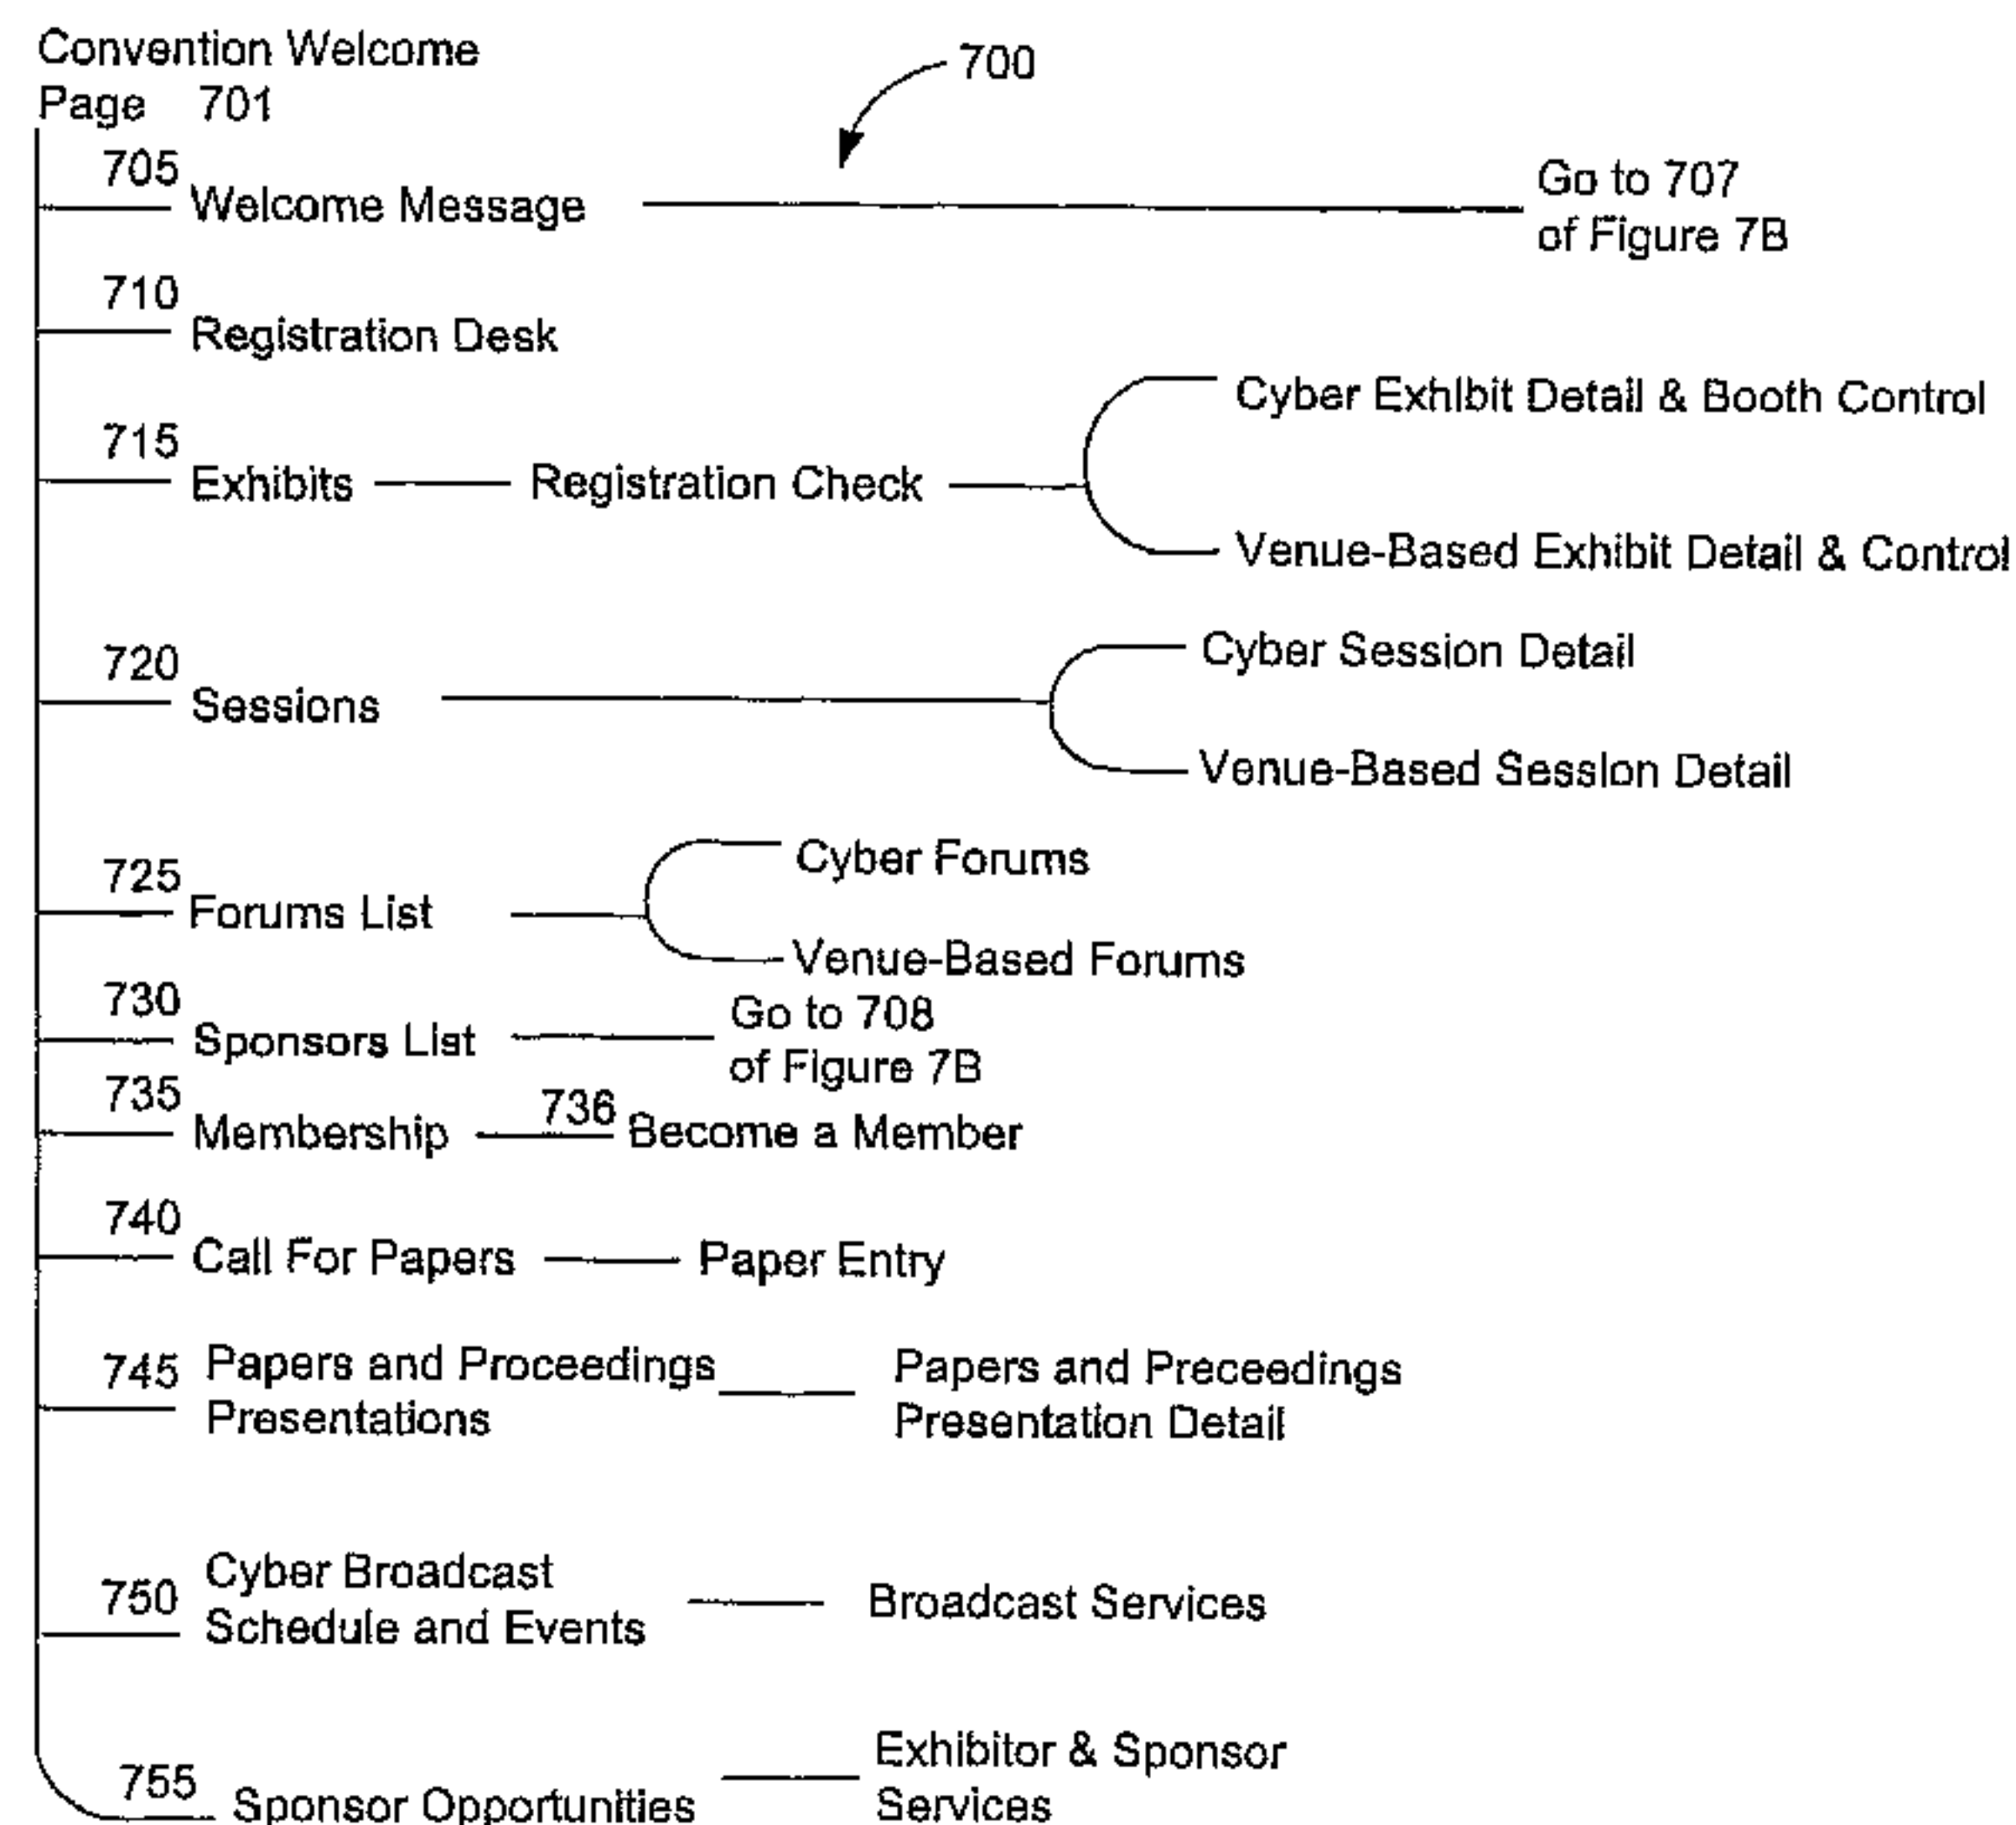 Convention Welcome
Page 701
700
705
Welcome Message
Go to 707
of Figure 7B
710
Registration Desk
715
Exhibits
Registration Check
Cyber Exhibit Detail & Booth Control
Venue-Based Exhibit Detail & Control
720
Sessions
Cyber Session Detail
Venue-Based Session Detail
725
Forums List
Cyber Forums
Venue-Based Forums
730
Sponsors List
Go to 708
of Figure 7B
735
Membership
736
Become a Member
740
Call For Papers
Paper Entry
745
Papers and Proceedings
Presentations
Papers and Preceedings
Presentation Detail
750
Cyber Broadcast
Schedule and Events
Broadcast Services
755
Sponsor Opportunities
Exhibitor & Sponsor
Services